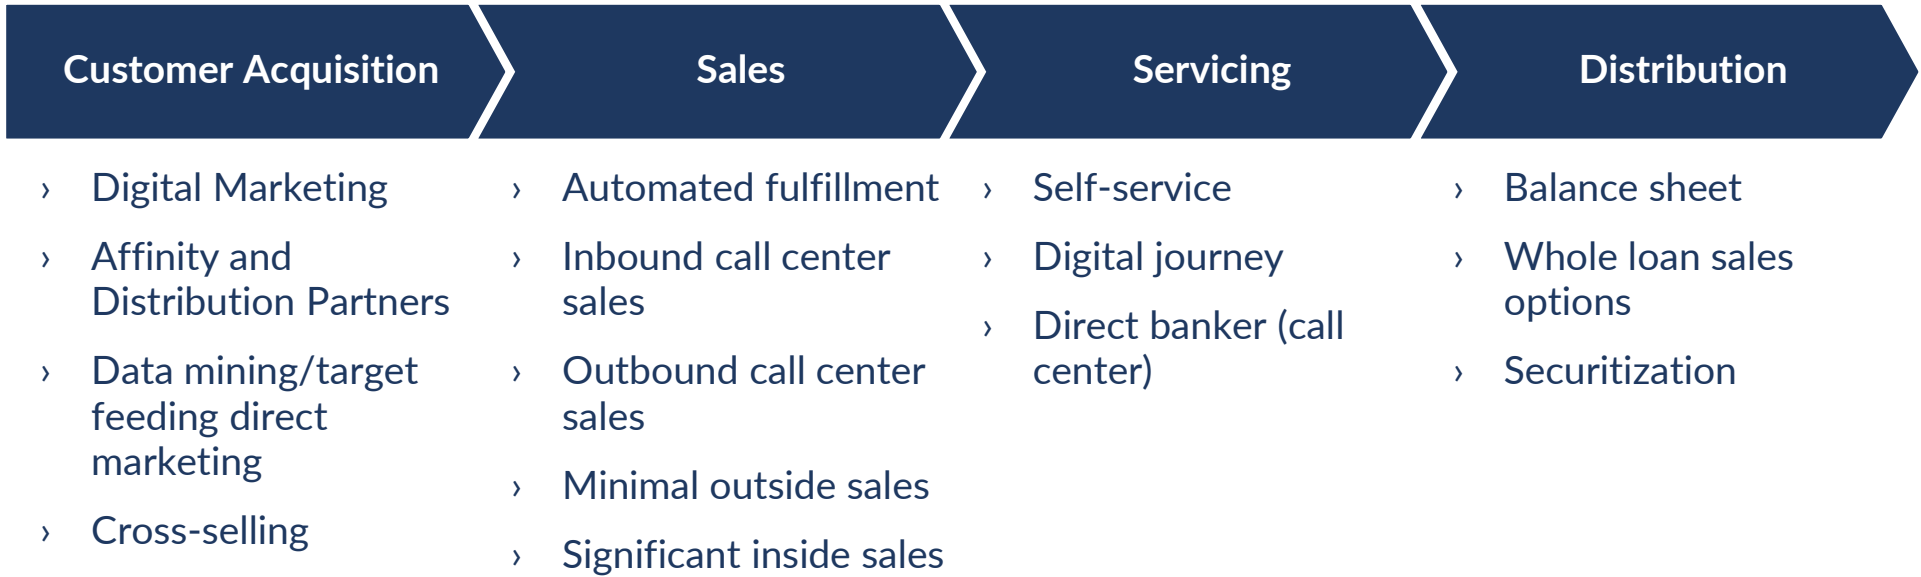 Customer Acquisition
Sales
Servicing
Distribution
› Digital Marketing
› Affinity and
Distribution Partners
› Data mining/target
feeding direct
marketing
› Cross-selling
› Automated fulfillment
› Inbound call center
sales
› Outbound call center
sales
› Minimal outside sales
› Significant inside sales
› Self-service
› Digital journey
› Direct banker (call
center)
› Balance sheet
› Whole loan sales
options
› Securitization